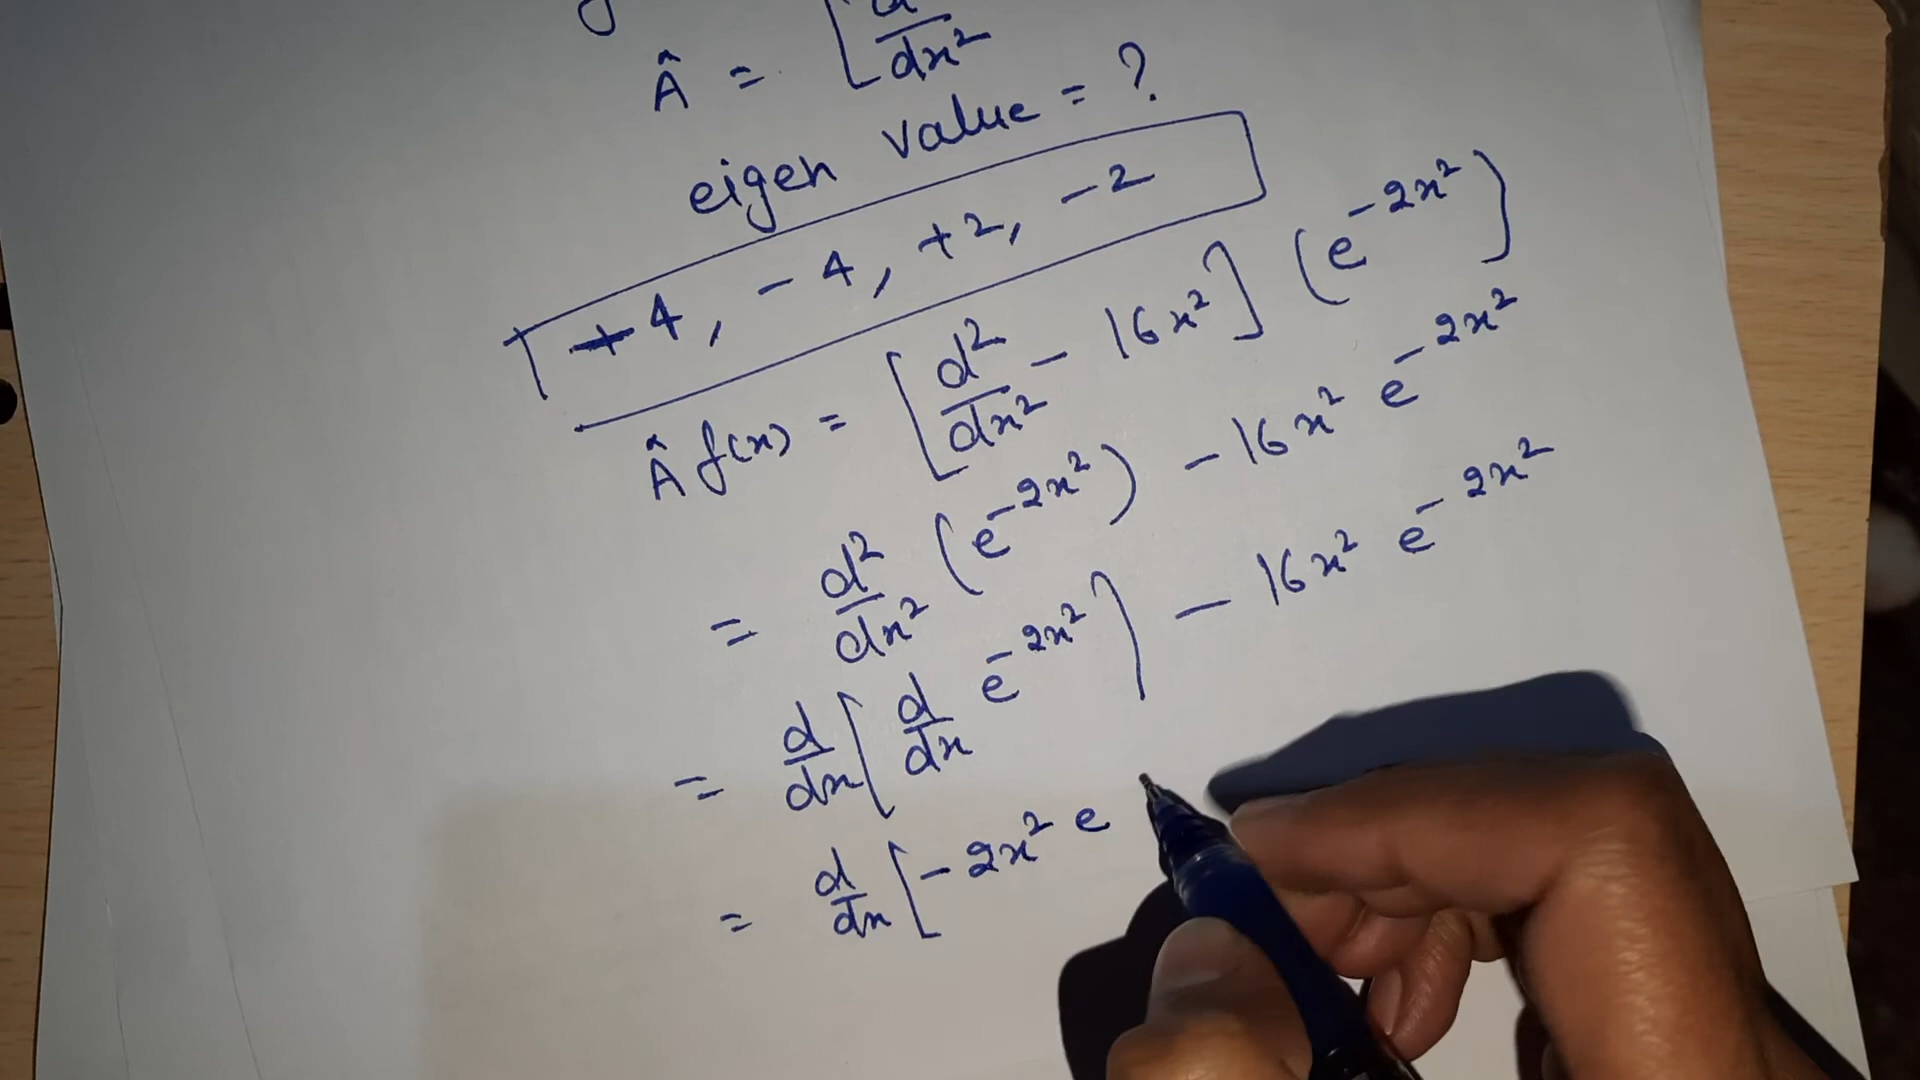 Â = [d/dx²
eigen value = ?
+4, -4, +2, -2
Â f(x) = [d²/dx² - 16x²] (e^-2x²)
= d²/dx² (e^-2x²) - 16x² e^-2x²
= d/dx [d/dx e^-2x²] - 16x² e^-2x²
= d/dx [-2x² e